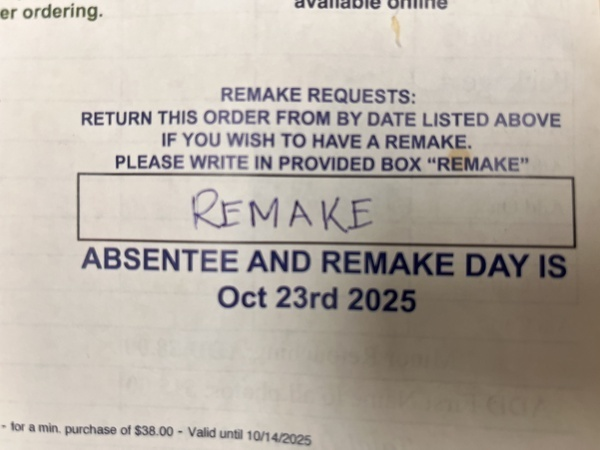 er ordering.
available online
REMAKE REQUESTS:
RETURN THIS ORDER FROM BY DATE LISTED ABOVE
IF YOU WISH TO HAVE A REMAKE.
PLEASE WRITE IN PROVIDED BOX “REMAKE”
REMAKE
ABSENTEE AND REMAKE DAY IS
Oct 23rd 2025
- for a min. purchase of $38.00 - Valid until 10/14/2025